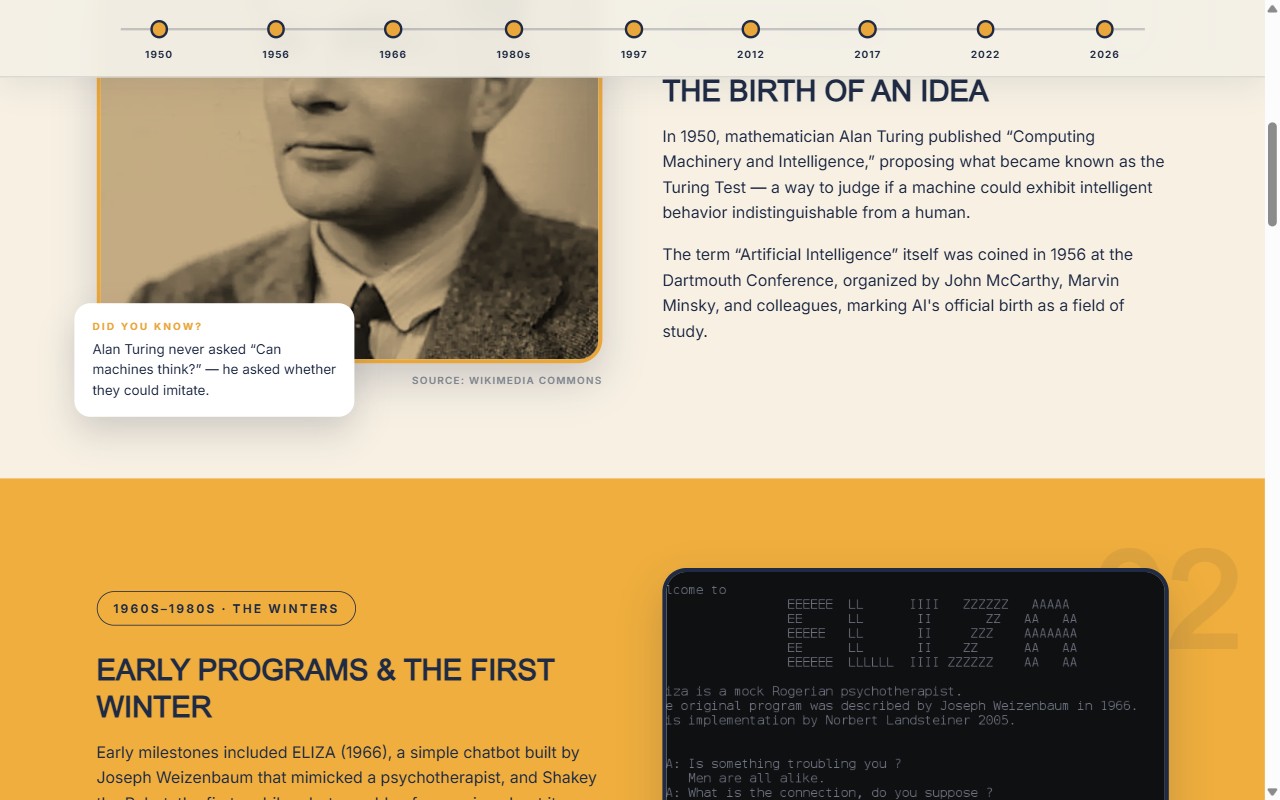 1950
1956
1966
1980s
1997
2012
2017
2022
2026
THE BIRTH OF AN IDEA
In 1950, mathematician Alan Turing published “Computing
Machinery and Intelligence,” proposing what became known as the
Turing Test — a way to judge if a machine could exhibit intelligent
behavior indistinguishable from a human.
The term “Artificial Intelligence” itself was coined in 1956 at the
Dartmouth Conference, organized by John McCarthy, Marvin
Minsky, and colleagues, marking AI's official birth as a field of
study.
DID YOU KNOW?
Alan Turing never asked “Can
machines think?” — he asked whether
they could imitate.
SOURCE: WIKIMEDIA COMMONS
1960S–1980S · THE WINTERS
EARLY PROGRAMS & THE FIRST
WINTER
Early milestones included ELIZA (1966), a simple chatbot built by
Joseph Weizenbaum that mimicked a psychotherapist, and Shakey
2
lcome to
EEEEEE LL IIII ZZZZZZ AAAAA
EE LL II ZZ AA AA
EEEEE LL II ZZZ AAAAAAA
EE LL II ZZ AA AA
EEEEEE LLLLLL IIII ZZZZZZ AA AA
iza is a mock Rogerian psychotherapist.
e original program was described by Joseph Weizenbaum in 1966.
is implementation by Norbert Landsteiner 2005.
A: Is something troubling you ?
Men are all alike.
A: What is the connection, do you suppose ?